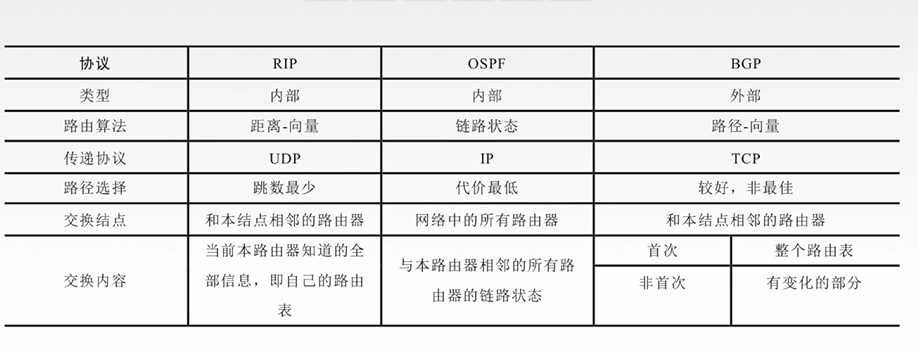 协议 RIP OSPF BGP
类型 内部 内部 外部
路由算法 距离-向量 链路状态 路径-向量
传递协议 UDP IP TCP
路径选择 跳数最少 代价最低 较好，非最佳
交换结点 和本结点相邻的路由器 网络中的所有路由器 和本结点相邻的路由器
交换内容
当前本路由器知道的全
部信息，即自己的路由
表
与本路由器相邻的所有路
由器的链路状态
首次 整个路由表
非首次 有变化的部分